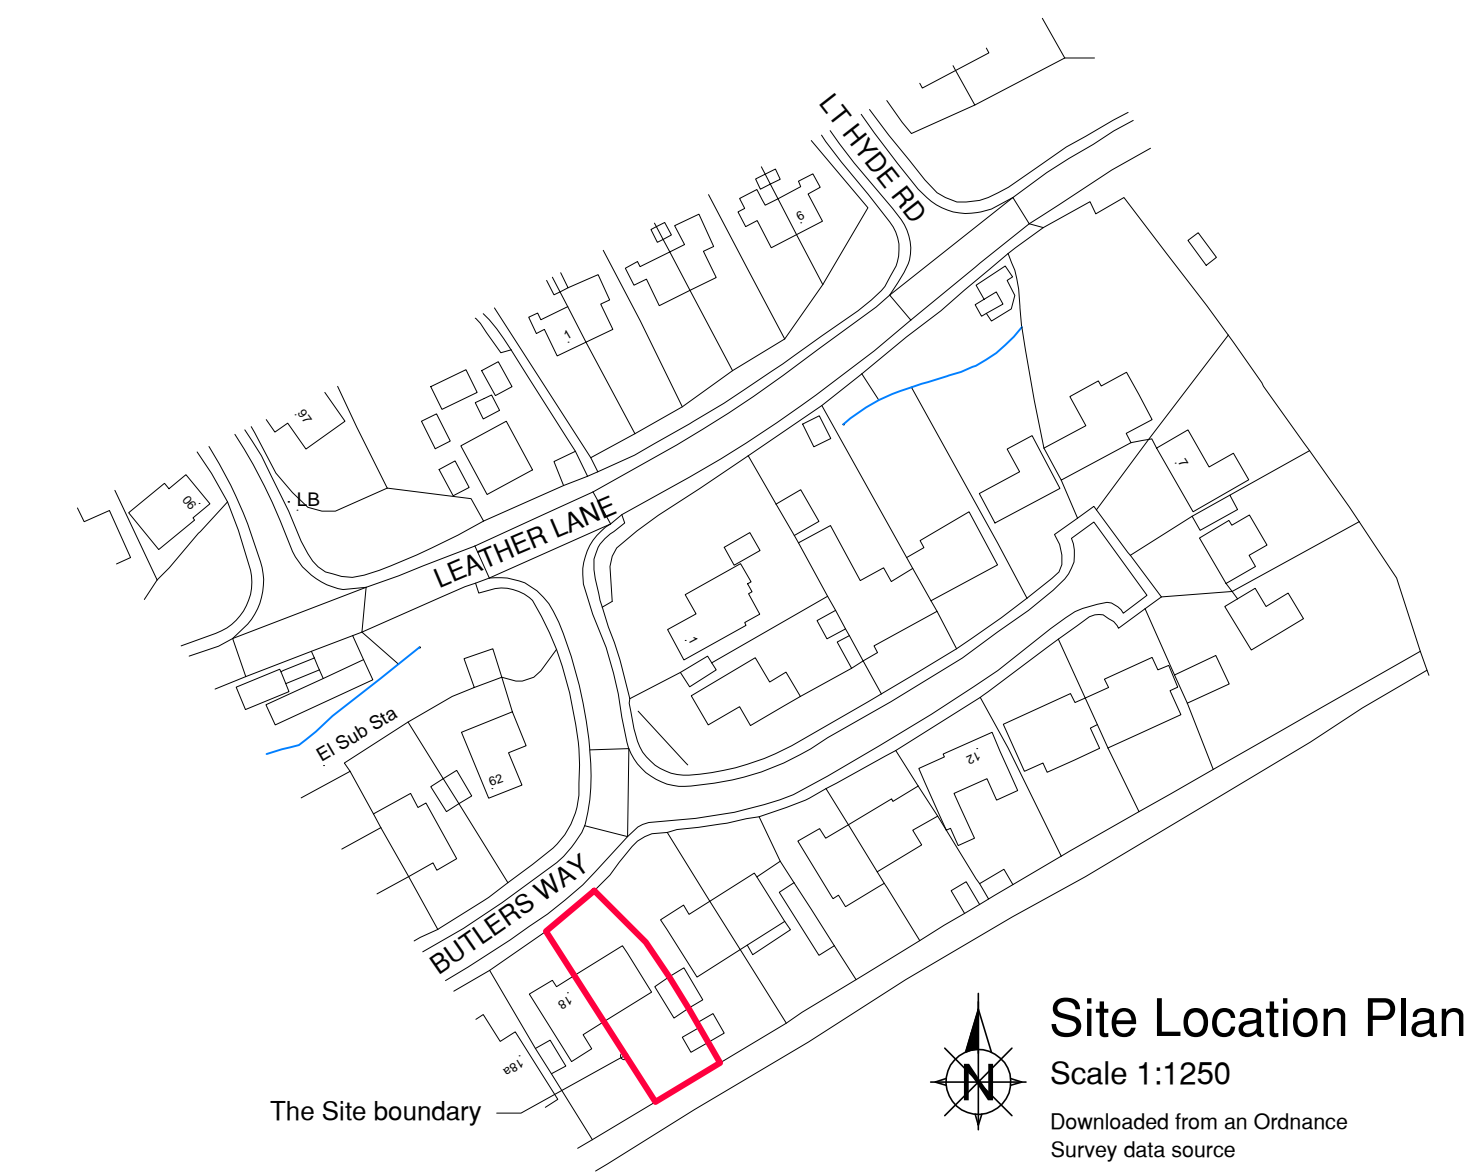 LT HYDE RD
6
1
97
90
LB
LEATHER LANE
7
1
El Sub Sta
62
12
BUTLERS WAY
18
18a
The Site boundary
N
Site Location Plan
Scale 1:1250
Downloaded from an Ordnance
Survey data source